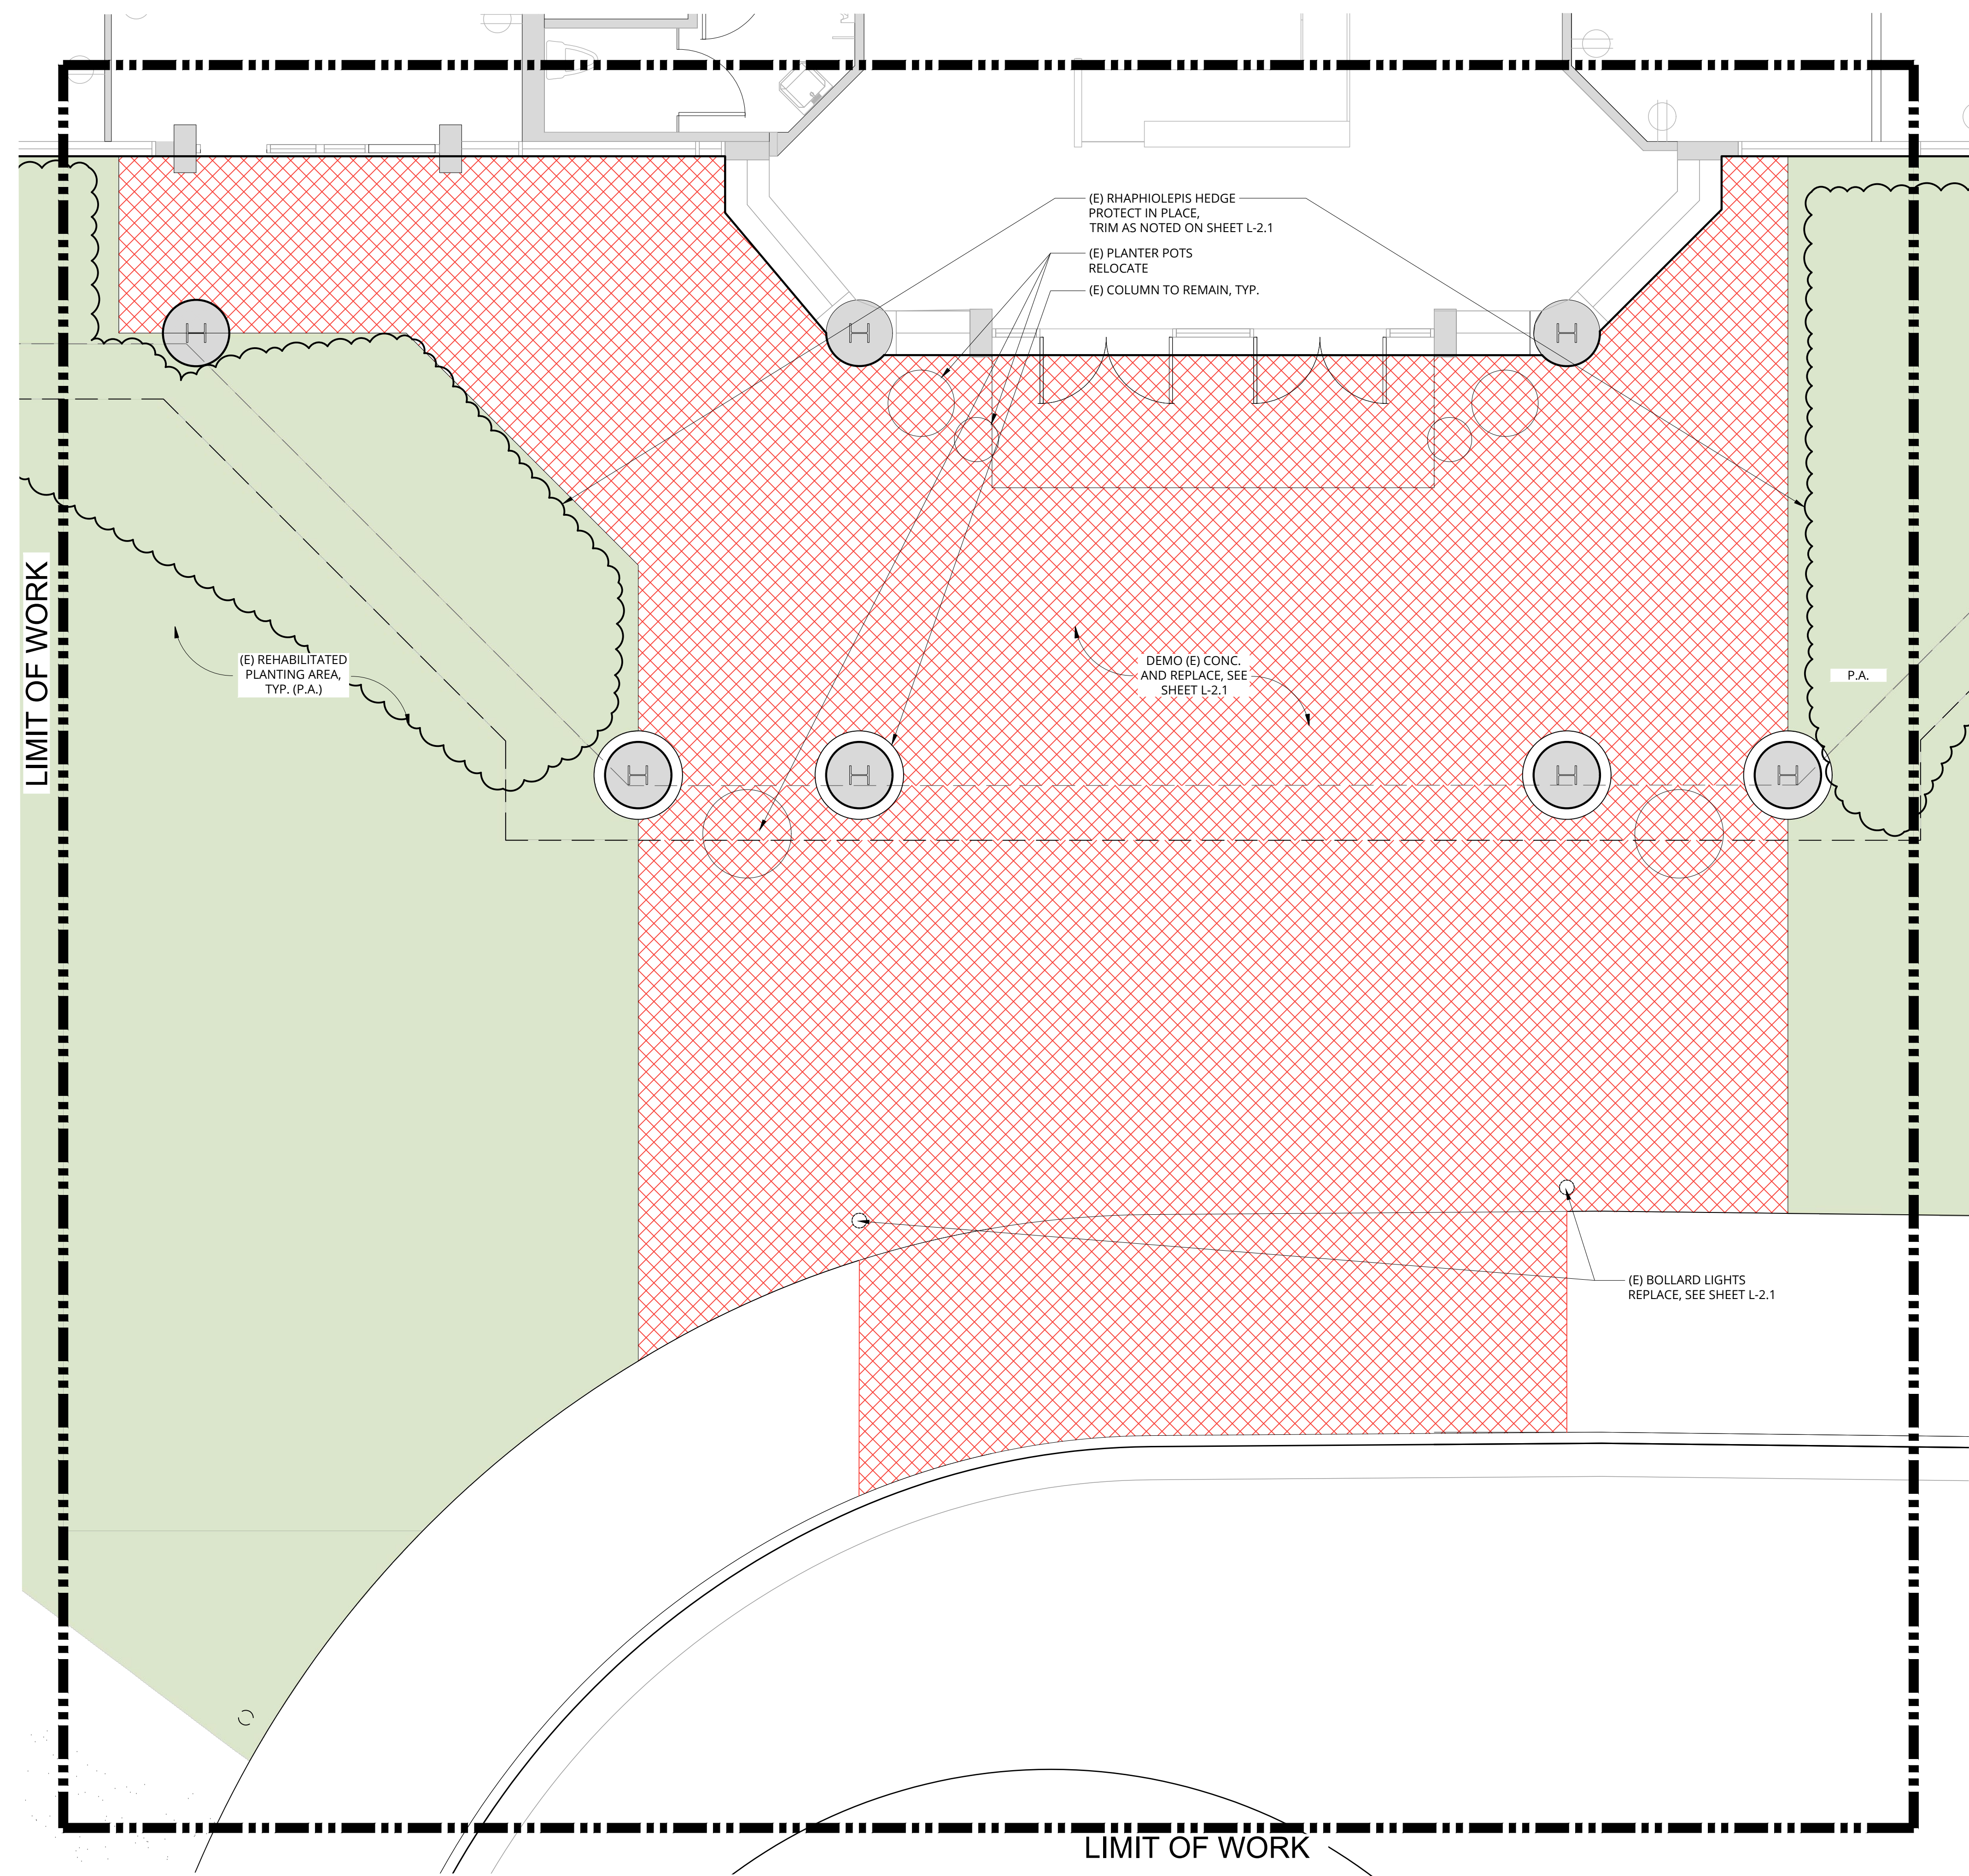 (E) RHAPHIOLEPIS HEDGE
PROTECT IN PLACE,
TRIM AS NOTED ON SHEET L-2.1
(E) PLANTER POTS
RELOCATE
(E) COLUMN TO REMAIN, TYP.
LIMIT OF WORK
(E) REHABILITATED
PLANTING AREA,
TYP. (P.A.)
DEMO (E) CONC.
AND REPLACE, SEE
SHEET L-2.1
P.A.
(E) BOLLARD LIGHTS
REPLACE, SEE SHEET L-2.1
LIMIT OF WORK